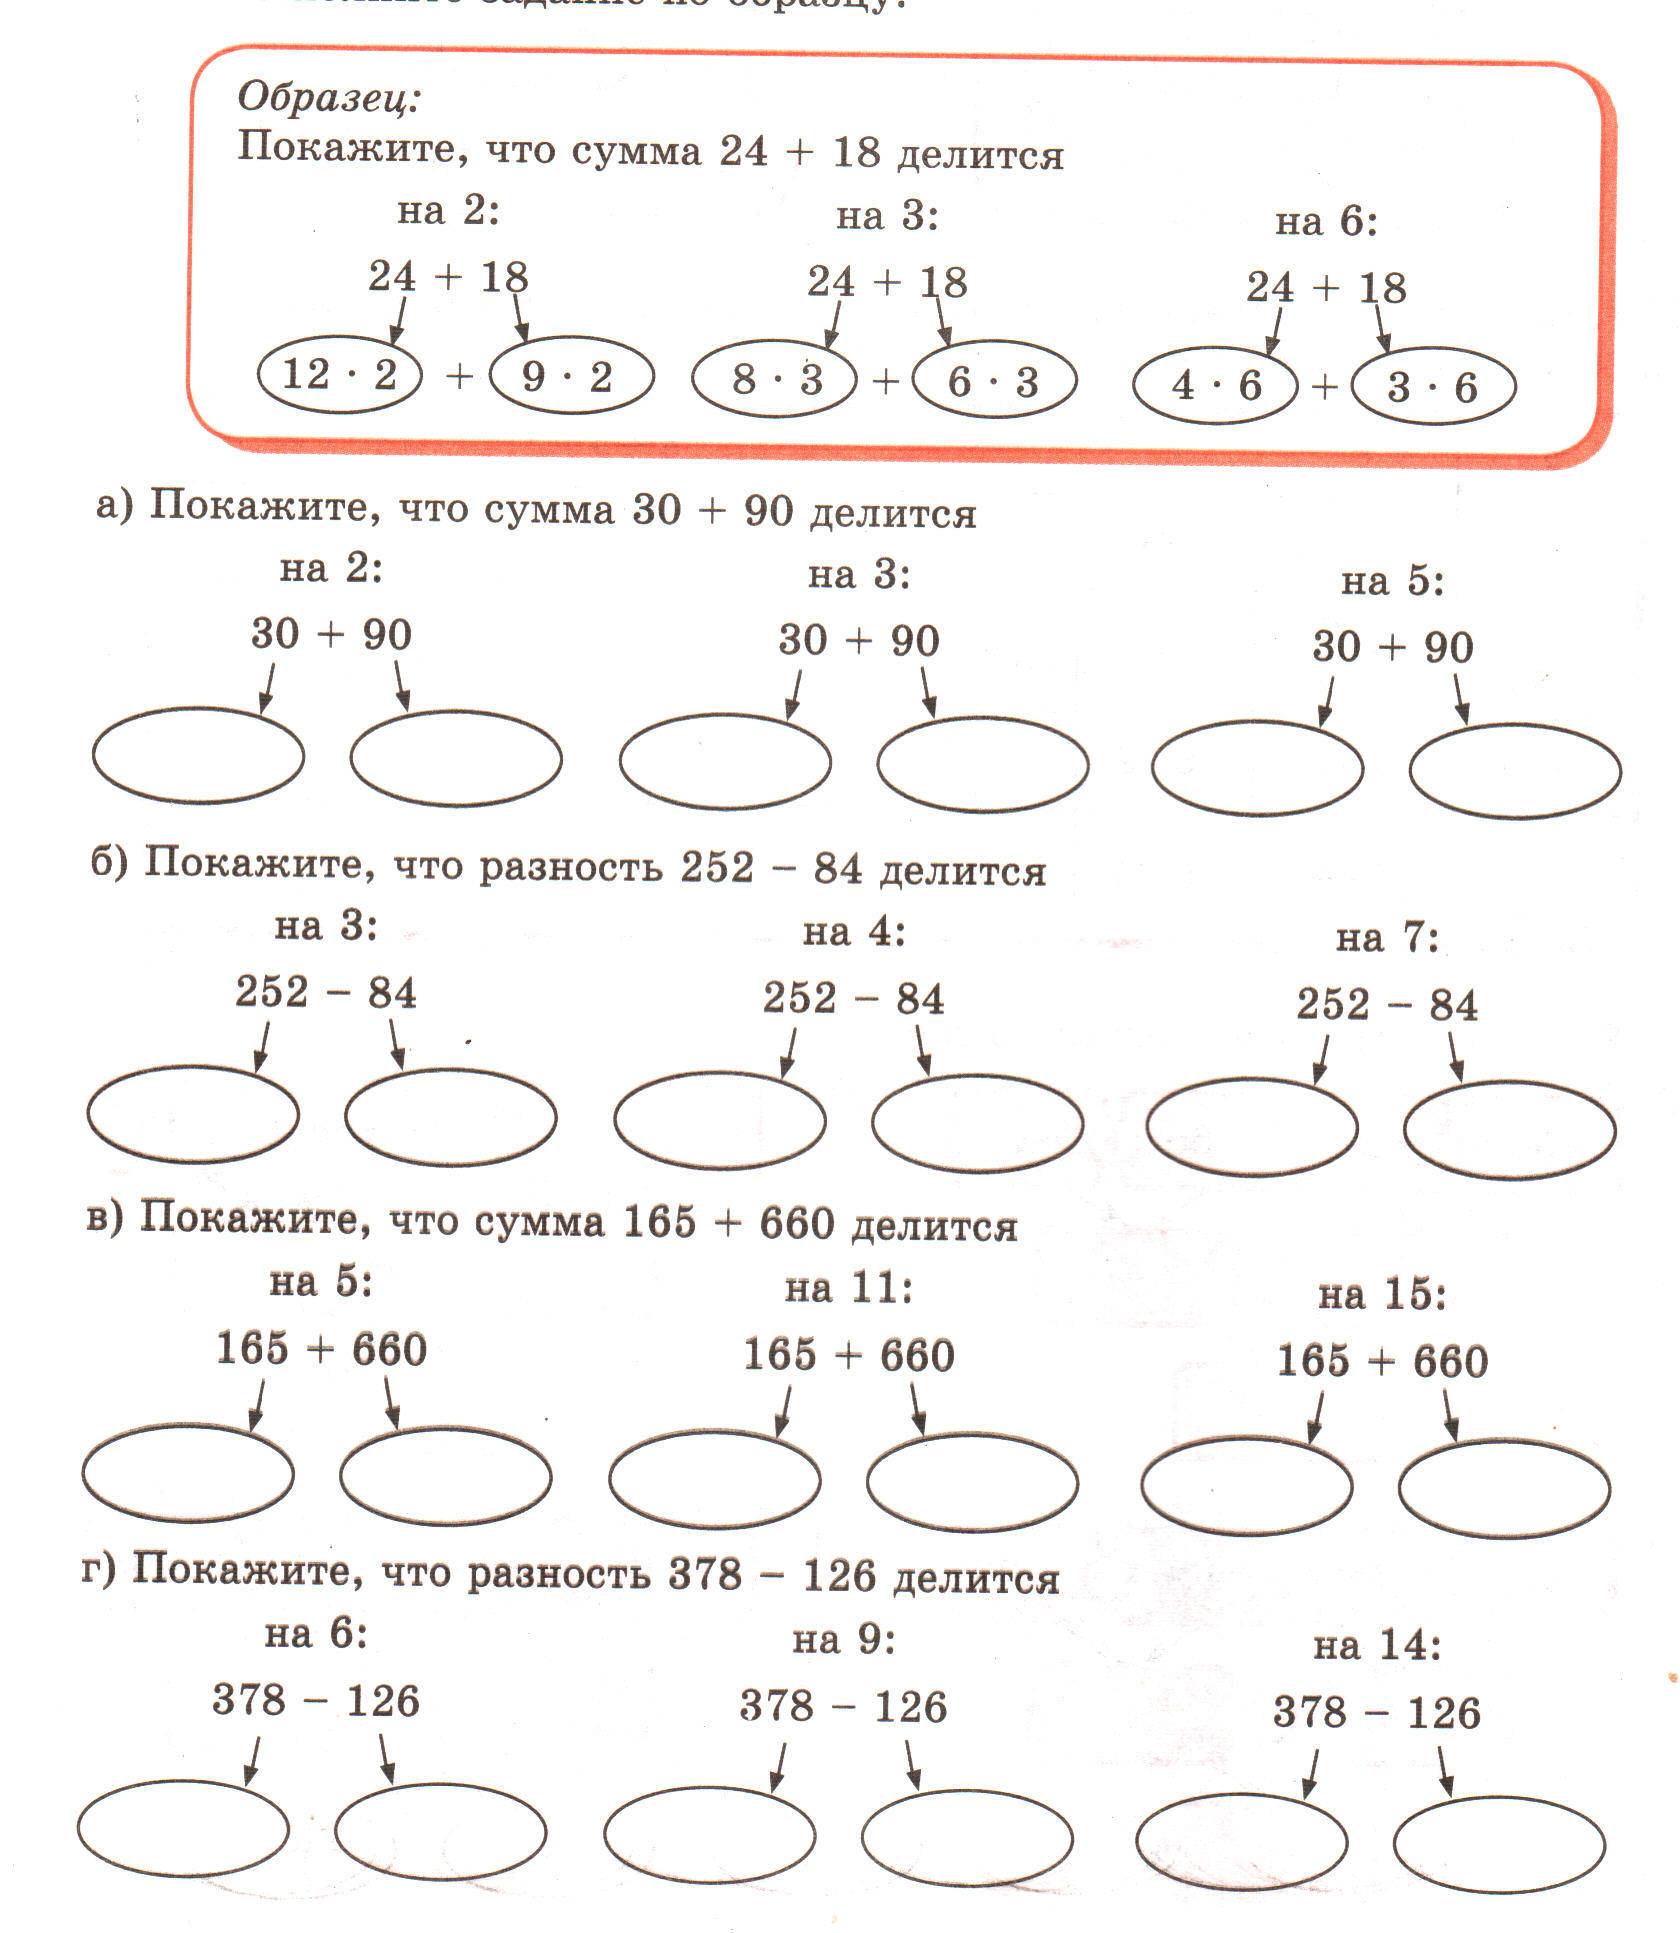 задание по образцу:
Образец:
Покажите, что сумма 24 + 18 делится
на 2: на 3: на 6:
24 + 18 24 + 18 24 + 18
12 · 2 + 9 · 2 8 · 3 + 6 · 3 4 · 6 + 3 · 6
а) Покажите, что сумма 30 + 90 делится
на 2: на 3: на 5:
30 + 90 30 + 90 30 + 90
б) Покажите, что разность 252 – 84 делится
на 3: на 4: на 7:
252 – 84 252 – 84 252 – 84
в) Покажите, что сумма 165 + 660 делится
на 5: на 11: на 15:
165 + 660 165 + 660 165 + 660
г) Покажите, что разность 378 – 126 делится
на 6: на 9: на 14:
378 – 126 378 – 126 378 – 126